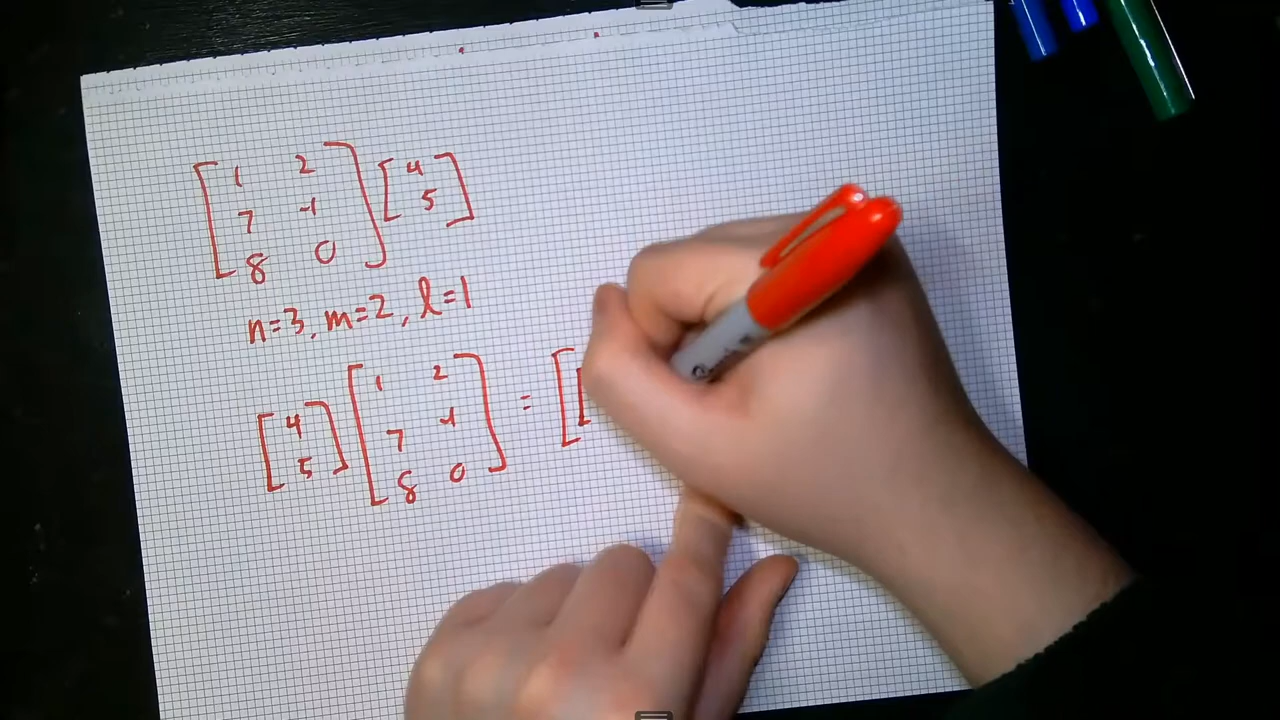 [1 2] [4]
[7 -1] [5]
[8 0]
n=3, m=2, l=1
[4] [1 2] = [[
[5] [7 -1]
[8 0]